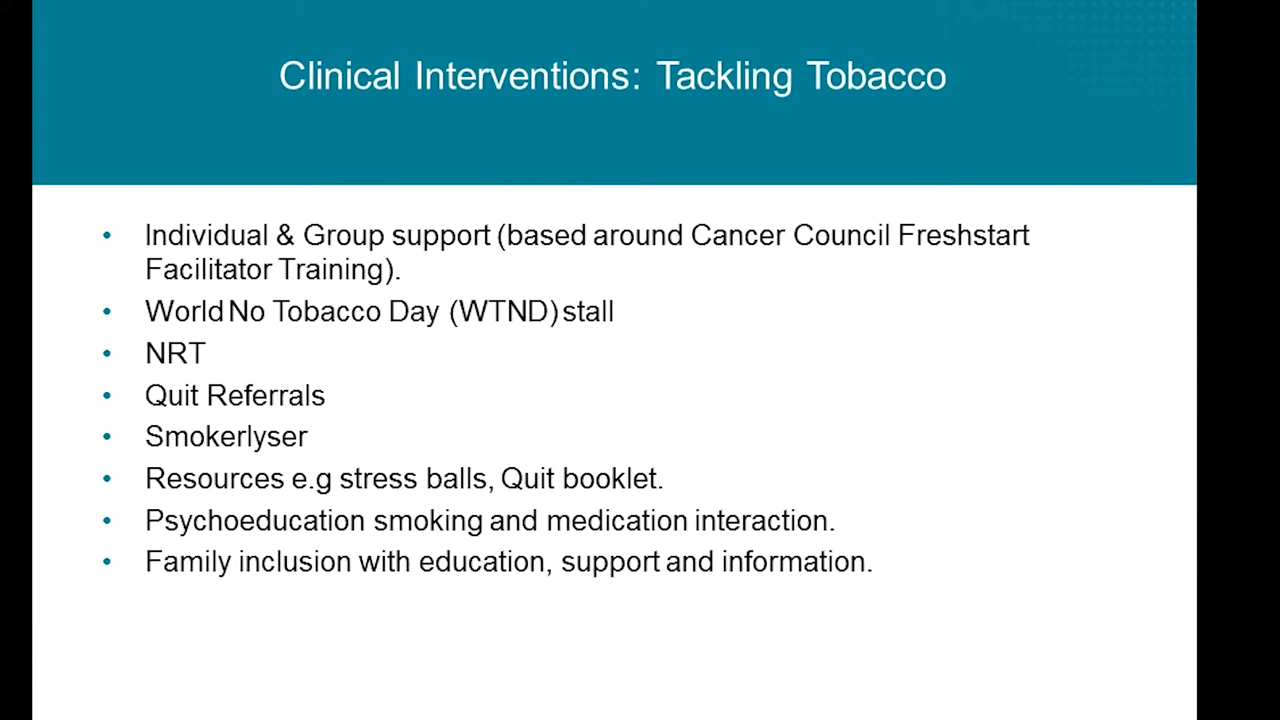 Clinical Interventions: Tackling Tobacco
• Individual & Group support (based around Cancer Council Freshstart
Facilitator Training).
• World No Tobacco Day (WTND) stall
• NRT
• Quit Referrals
• Smokerlyser
• Resources e.g stress balls, Quit booklet.
• Psychoeducation smoking and medication interaction.
• Family inclusion with education, support and information.